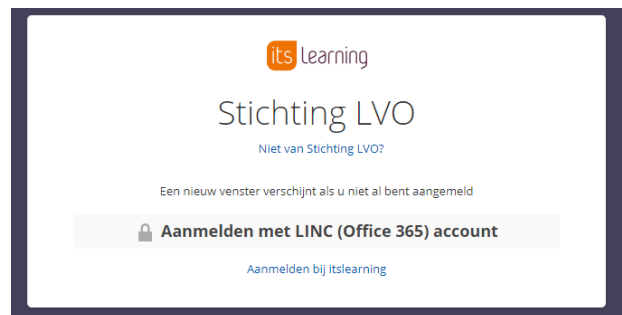 its learning
Stichting LVO
Niet van Stichting LVO?
Een nieuw venster verschijnt als u niet al bent aangemeld
Aanmelden met LINC (Office 365) account
Aanmelden bij itslearning